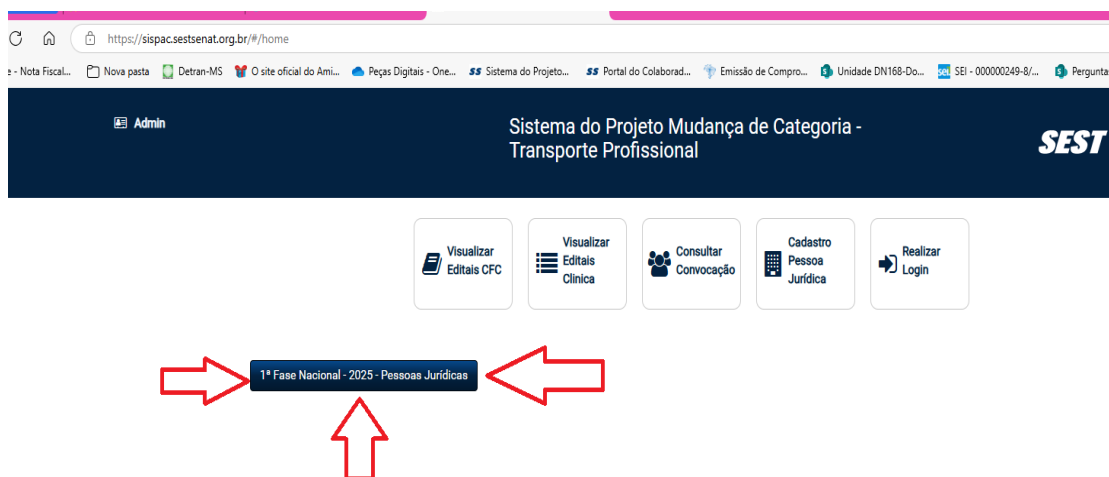 https://sispac.sestsenat.org.br/#/home
e - Nota Fiscal...
Nova pasta
Detran-MS
O site oficial do Ami...
Peças Digitais - One...
SS Sistema do Projeto...
SS Portal do Colaborad...
Emissão de Compro...
Unidade DN168-Do...
sei SEI - 000000249-8/...
Pergunta
Admin
Sistema do Projeto Mudança de Categoria -
Transporte Profissional
SEST
Visualizar
Editais CFC
Visualizar
Editais
Clínica
Consultar
Convocação
Cadastro
Pessoa
Jurídica
Realizar
Login
1ª Fase Nacional - 2025 - Pessoas Jurídicas